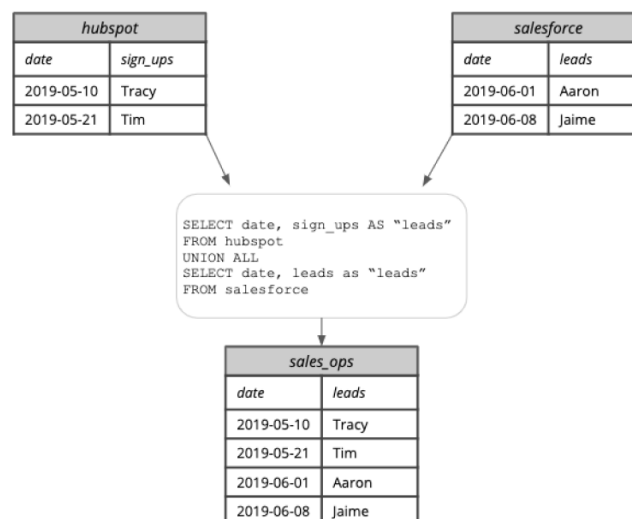 hubspot
date sign_ups
2019-05-10 Tracy
2019-05-21 Tim
salesforce
date leads
2019-06-01 Aaron
2019-06-08 Jaime
SELECT date, sign_ups AS “leads”
FROM hubspot
UNION ALL
SELECT date, leads as “leads”
FROM salesforce
sales_ops
date leads
2019-05-10 Tracy
2019-05-21 Tim
2019-06-01 Aaron
2019-06-08 Jaime